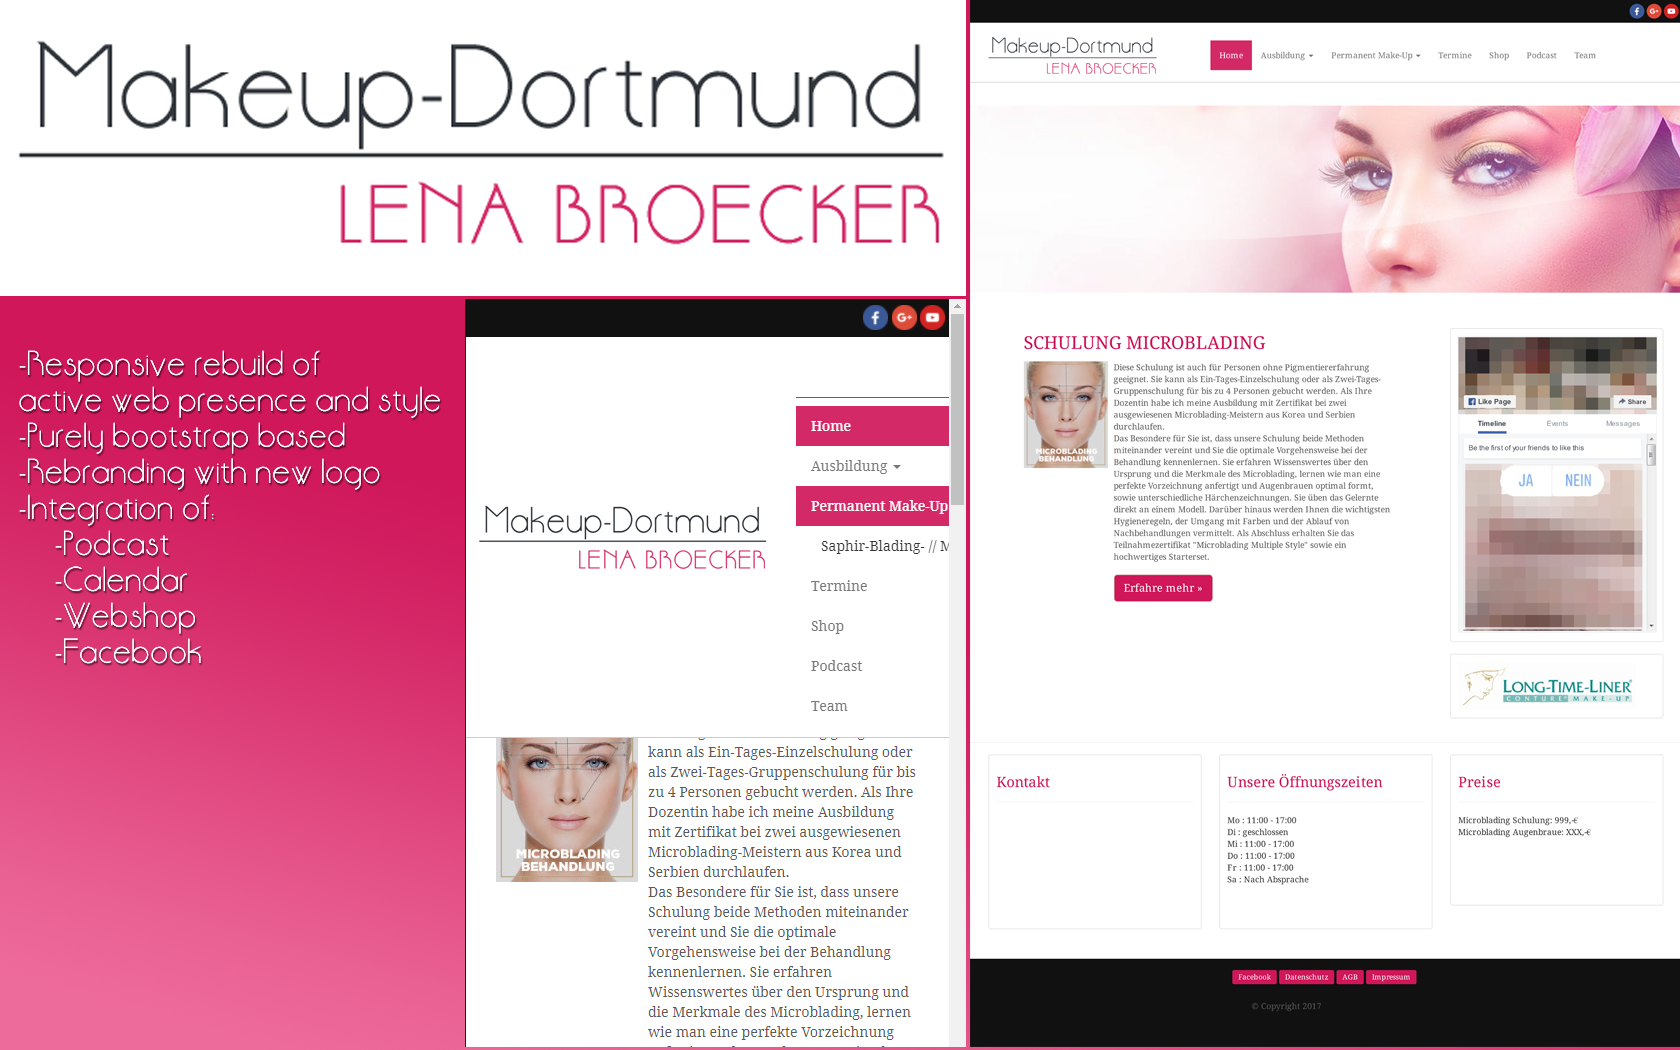 Makeup-Dortmund
LENA BROECKER
-Responsive rebuild of
active web presence and style
-Purely bootstrap based
-Rebranding with new logo
-Integration of:
-Podcast
-Calendar
-Webshop
-Facebook
Makeup-Dortmund
LENA BROECKER
Home
Ausbildung
Permanent Make-Up
Saphir-Blading- // M
Termine
Shop
Podcast
Team
kann als Ein-Tages-Einzelschulung oder
als Zwei-Tages-Gruppenschulung für bis
zu 4 Personen gebucht werden. Als Ihre
Dozentin habe ich meine Ausbildung
mit Zertifikat bei zwei ausgewiesenen
Microblading-Meistern aus Korea und
Serbien durchlaufen.
Das Besondere für Sie ist, dass unsere
Schulung beide Methoden miteinander
vereint und Sie die optimale
Vorgehensweise bei der Behandlung
kennenlernen. Sie erfahren
Wissenswertes über den Ursprung und
die Merkmale des Microblading, lernen
wie man eine perfekte Vorzeichnung
MICROBLADING
BEHANDLUNG
Makeup-Dortmund
LENA BROECKER
Home Ausbildung Permanent Make-Up Termine Shop Podcast Team
SCHULUNG MICROBLADING
MICROBLADING
BEHANDLUNG
Diese Schulung ist auch für Personen ohne Pigmentiererfahrung
geeignet. Sie kann als Ein-Tages-Einzelschulung oder als Zwei-Tages-
Gruppenschulung für bis zu 4 Personen gebucht werden. Als Ihre
Dozentin habe ich meine Ausbildung mit Zertifikat bei zwei
ausgewiesenen Microblading-Meistern aus Korea und Serbien
durchlaufen.
Das Besondere für Sie ist, dass unsere Schulung beide Methoden
miteinander vereint und Sie die optimale Vorgehensweise bei der
Behandlung kennenlernen. Sie erfahren Wissenswertes über den
Ursprung und die Merkmale des Microblading, lernen wie man eine
perfekte Vorzeichnung anfertigt und Augenbrauen optimal formt,
sowie unterschiedliche Härchenzeichnungen. Sie üben das Gelernte
direkt an einem Modell. Darüber hinaus werden Ihnen die wichtigsten
Hygieneregeln, der Umgang mit Farben und der Ablauf von
Nachbehandlungen vermittelt. Als Abschluss erhalten Sie das
Teilnahmezertifikat "Microblading Multiple Style" sowie ein
hochwertiges Starterset.
Erfahre mehr »
Like Page Share
Timeline Events Messages
Be the first of your friends to like this
JA NEIN
LONG-TIME-LINER®
CONTURE® MAKE-UP
Kontakt
Unsere Öffnungszeiten
Mo : 11:00 - 17:00
Di : geschlossen
Mi : 11:00 - 17:00
Do : 11:00 - 17:00
Fr : 11:00 - 17:00
Sa : Nach Absprache
Preise
Microblading Schulung: 999,-€
Microblading Augenbraue: XXX,-€
Facebook Datenschutz AGB Impressum
© Copyright 2017